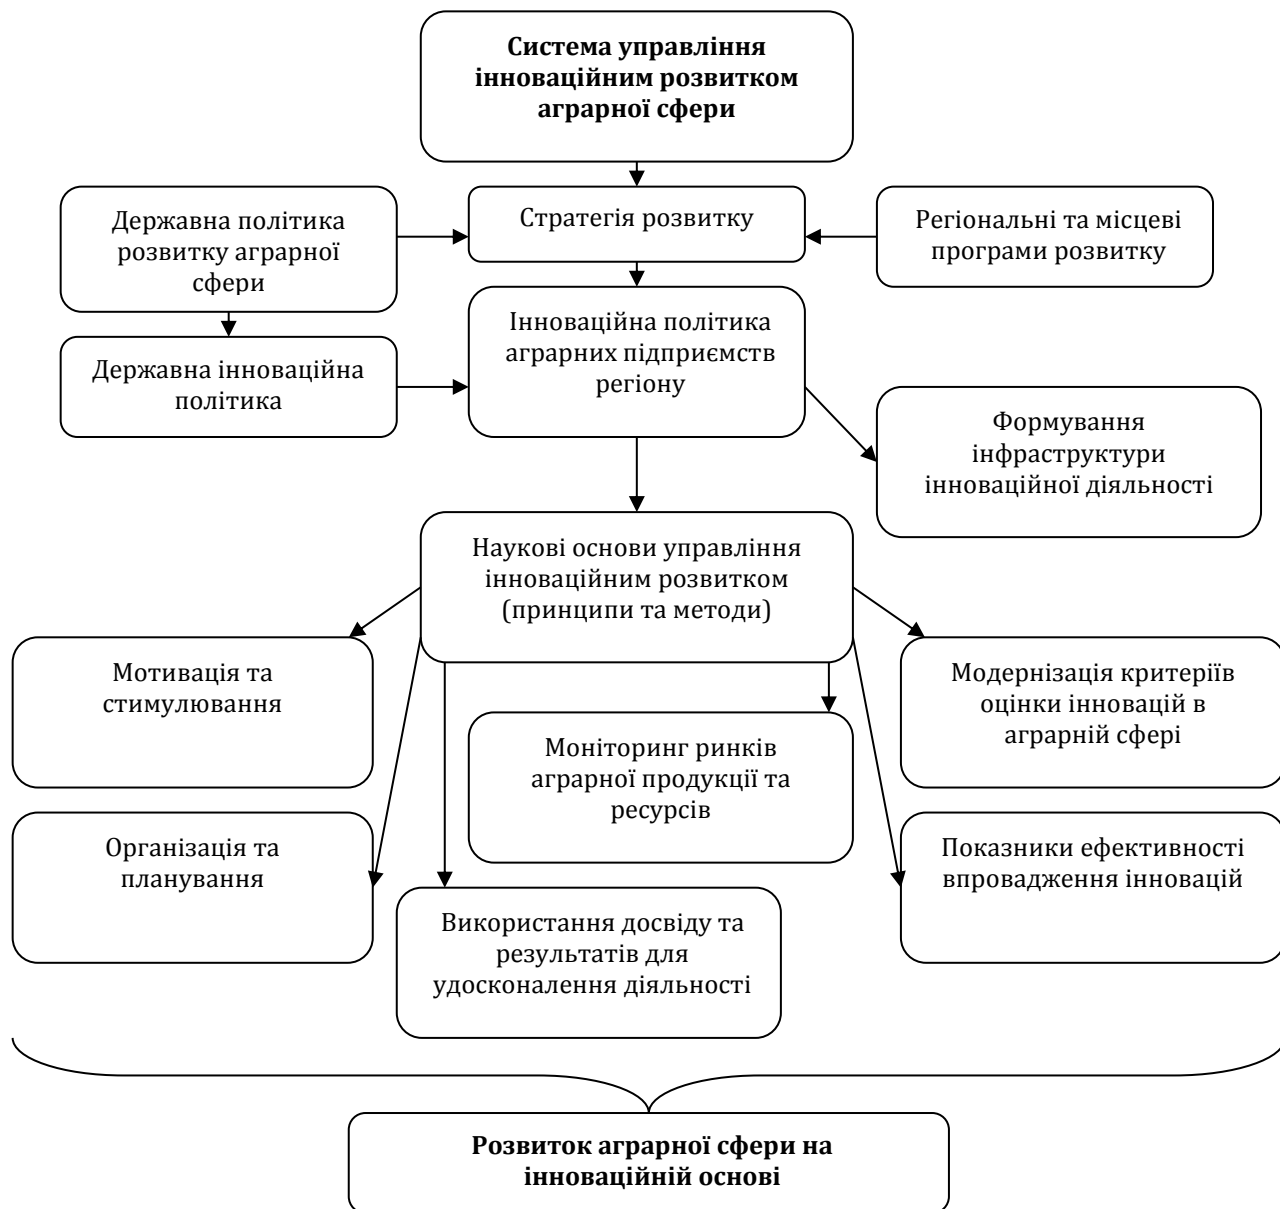 Система управління
інноваційним розвитком
аграрної сфери
Державна політика
розвитку аграрної
сфери
Стратегія розвитку
Регіональні та місцеві
програми розвитку
Державна інноваційна
політика
Інноваційна політика
аграрних підприємств
регіону
Формування
інфраструктури
інноваційної діяльності
Наукові основи управління
інноваційним розвитком
(принципи та методи)
Мотивація та
стимулювання
Моніторинг ринків
аграрної продукції та
ресурсів
Модернізація критеріїв
оцінки інновацій в
аграрній сфері
Організація та
планування
Використання досвіду та
результатів для
удосконалення діяльності
Показники ефективності
впровадження інновацій
Розвиток аграрної сфери на
інноваційній основі